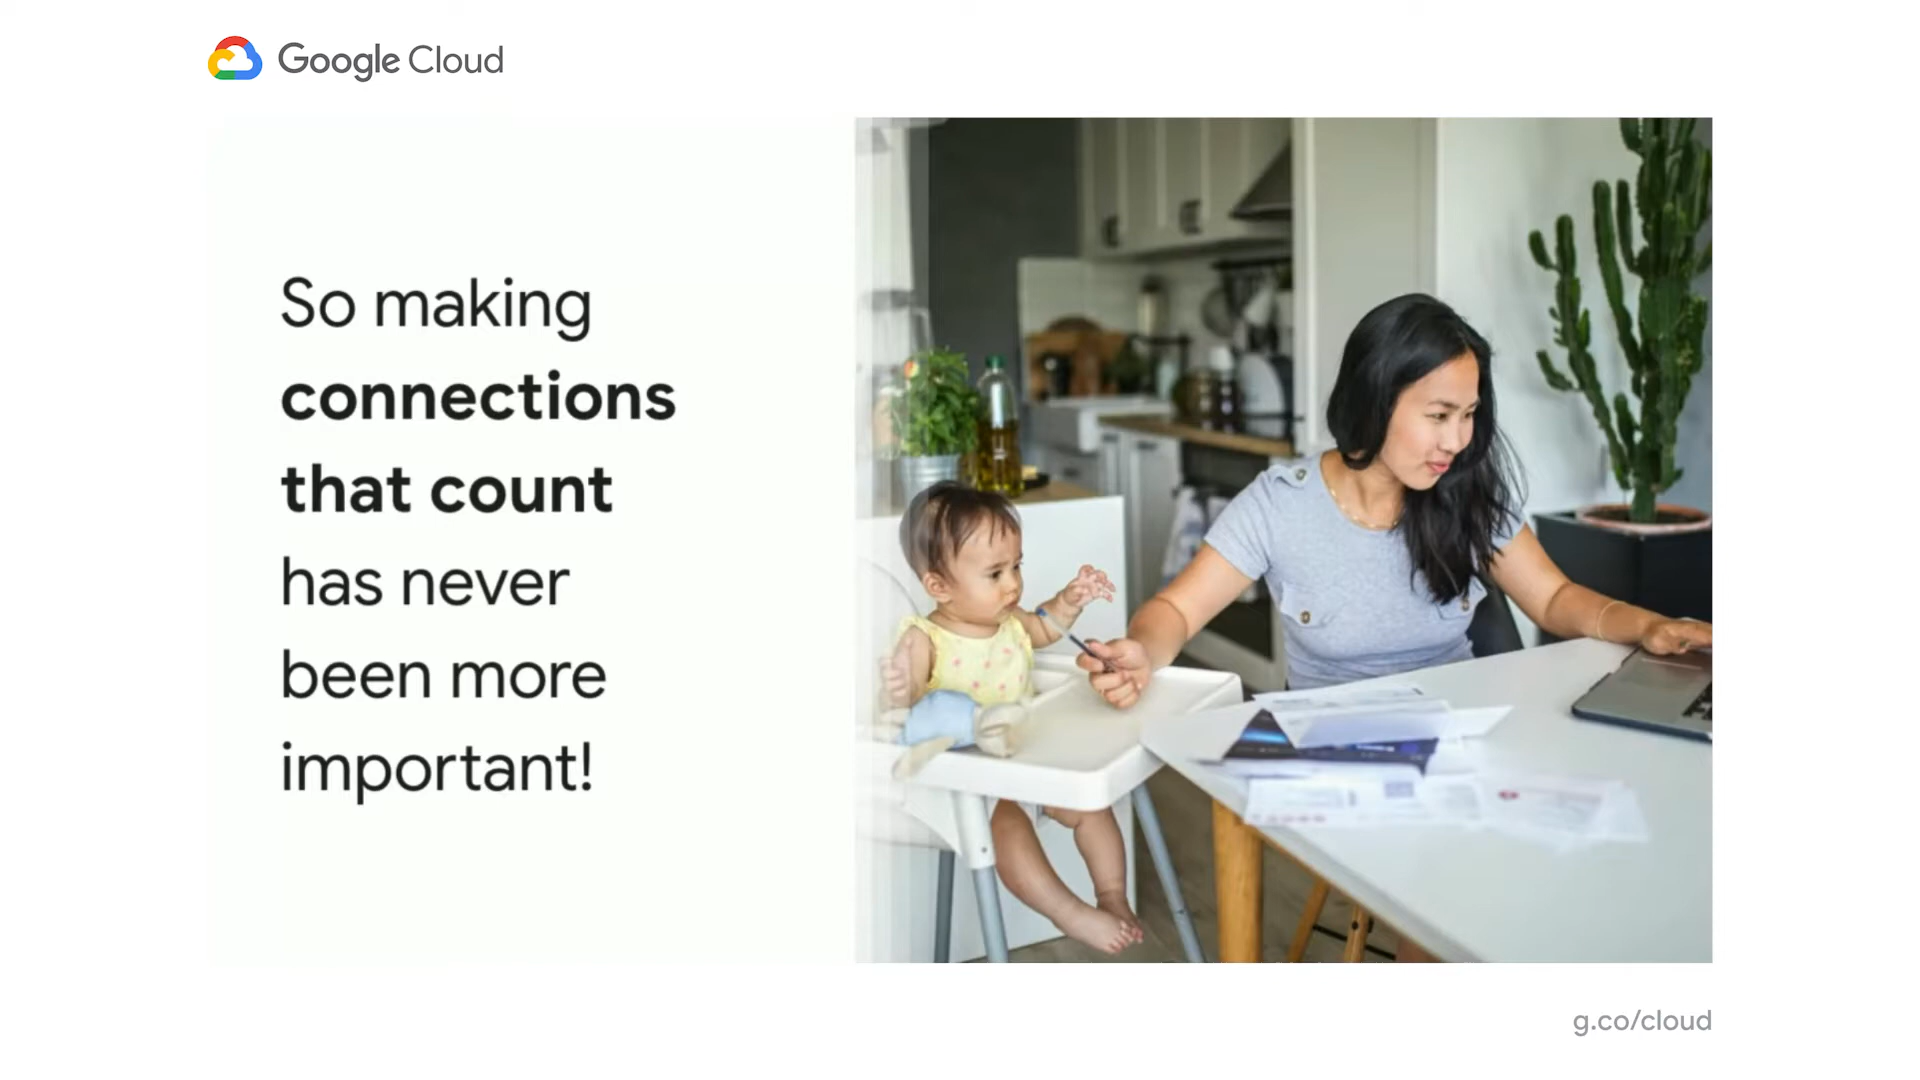 Google Cloud
So making
connections
that count
has never
been more
important!
g.co/cloud